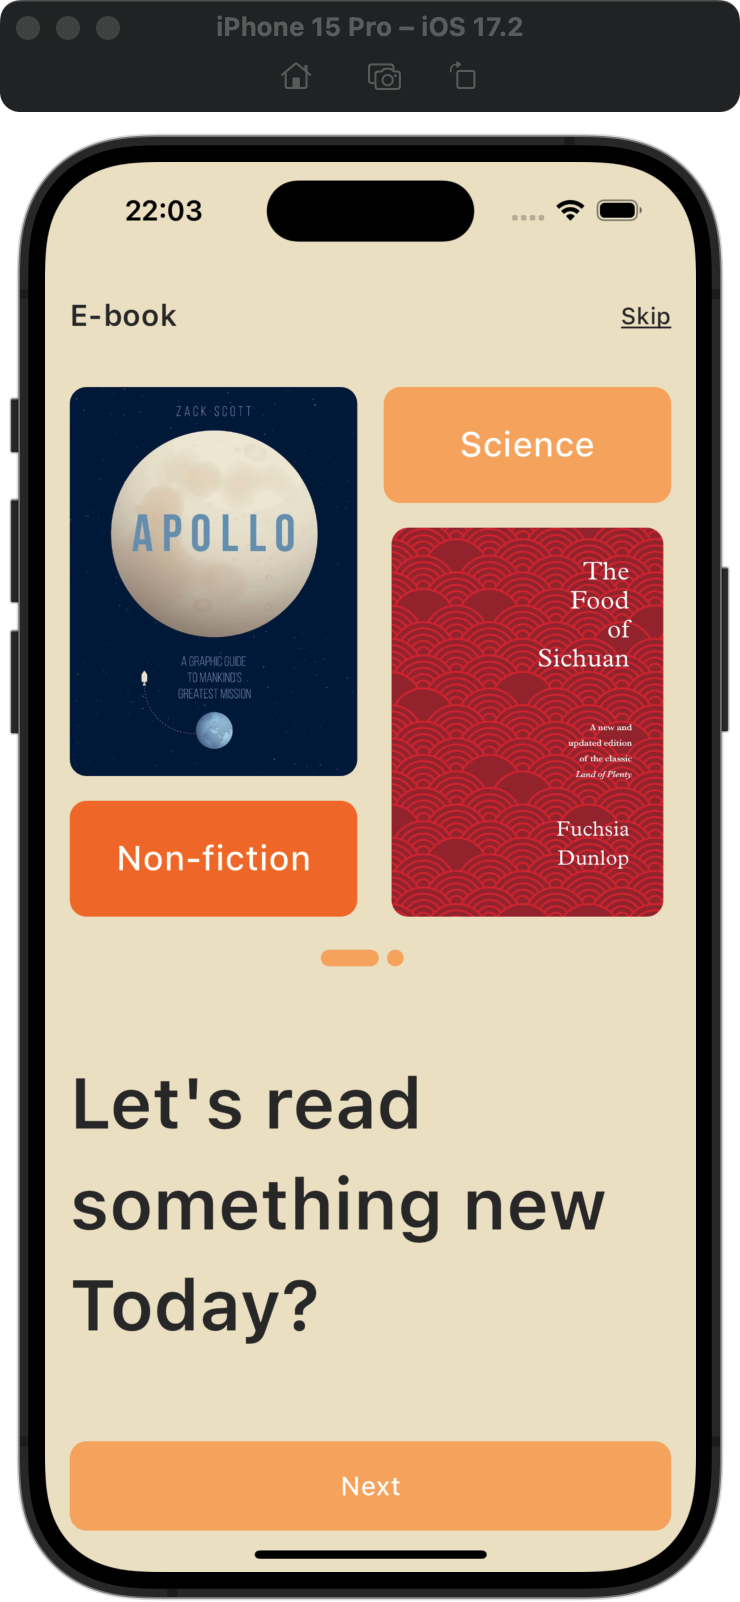 iPhone 15 Pro – iOS 17.2
22:03
E-book
Skip
ZACK SCOTT
APOLLO
A GRAPHIC GUIDE
TO MANKIND'S
GREATEST MISSION
Non-fiction
Science
The
Food
of
Sichuan
A new and
updated edition
of the classic
Land of Plenty
Fuchsia
Dunlop
Let's read
something new
Today?
Next